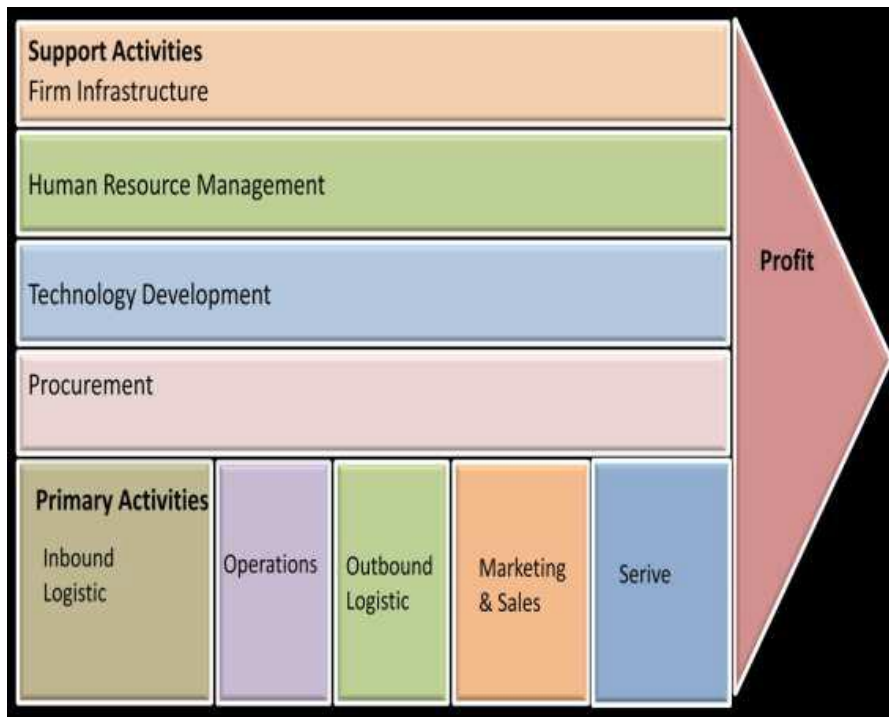 Support Activities
Firm Infrastructure
Human Resource Management
Technology Development
Procurement
Profit
Primary Activities
Inbound
Logistic
Operations
Outbound
Logistic
Marketing
& Sales
Serive